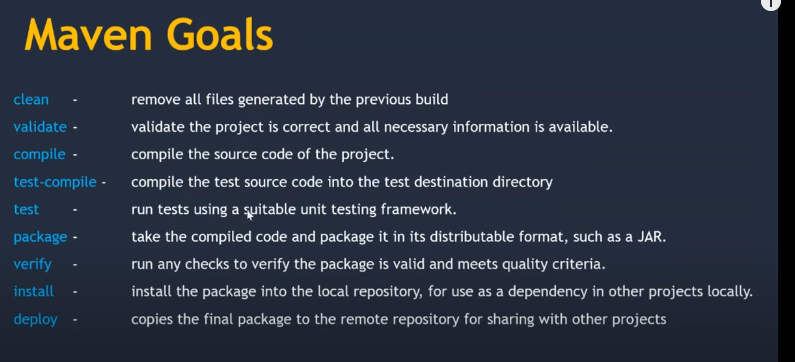 Maven Goals
clean - remove all files generated by the previous build
validate - validate the project is correct and all necessary information is available.
compile - compile the source code of the project.
test-compile - compile the test source code into the test destination directory
test - run tests using a suitable unit testing framework.
package - take the compiled code and package it in its distributable format, such as a JAR.
verify - run any checks to verify the package is valid and meets quality criteria.
install - install the package into the local repository, for use as a dependency in other projects locally.
deploy - copies the final package to the remote repository for sharing with other projects